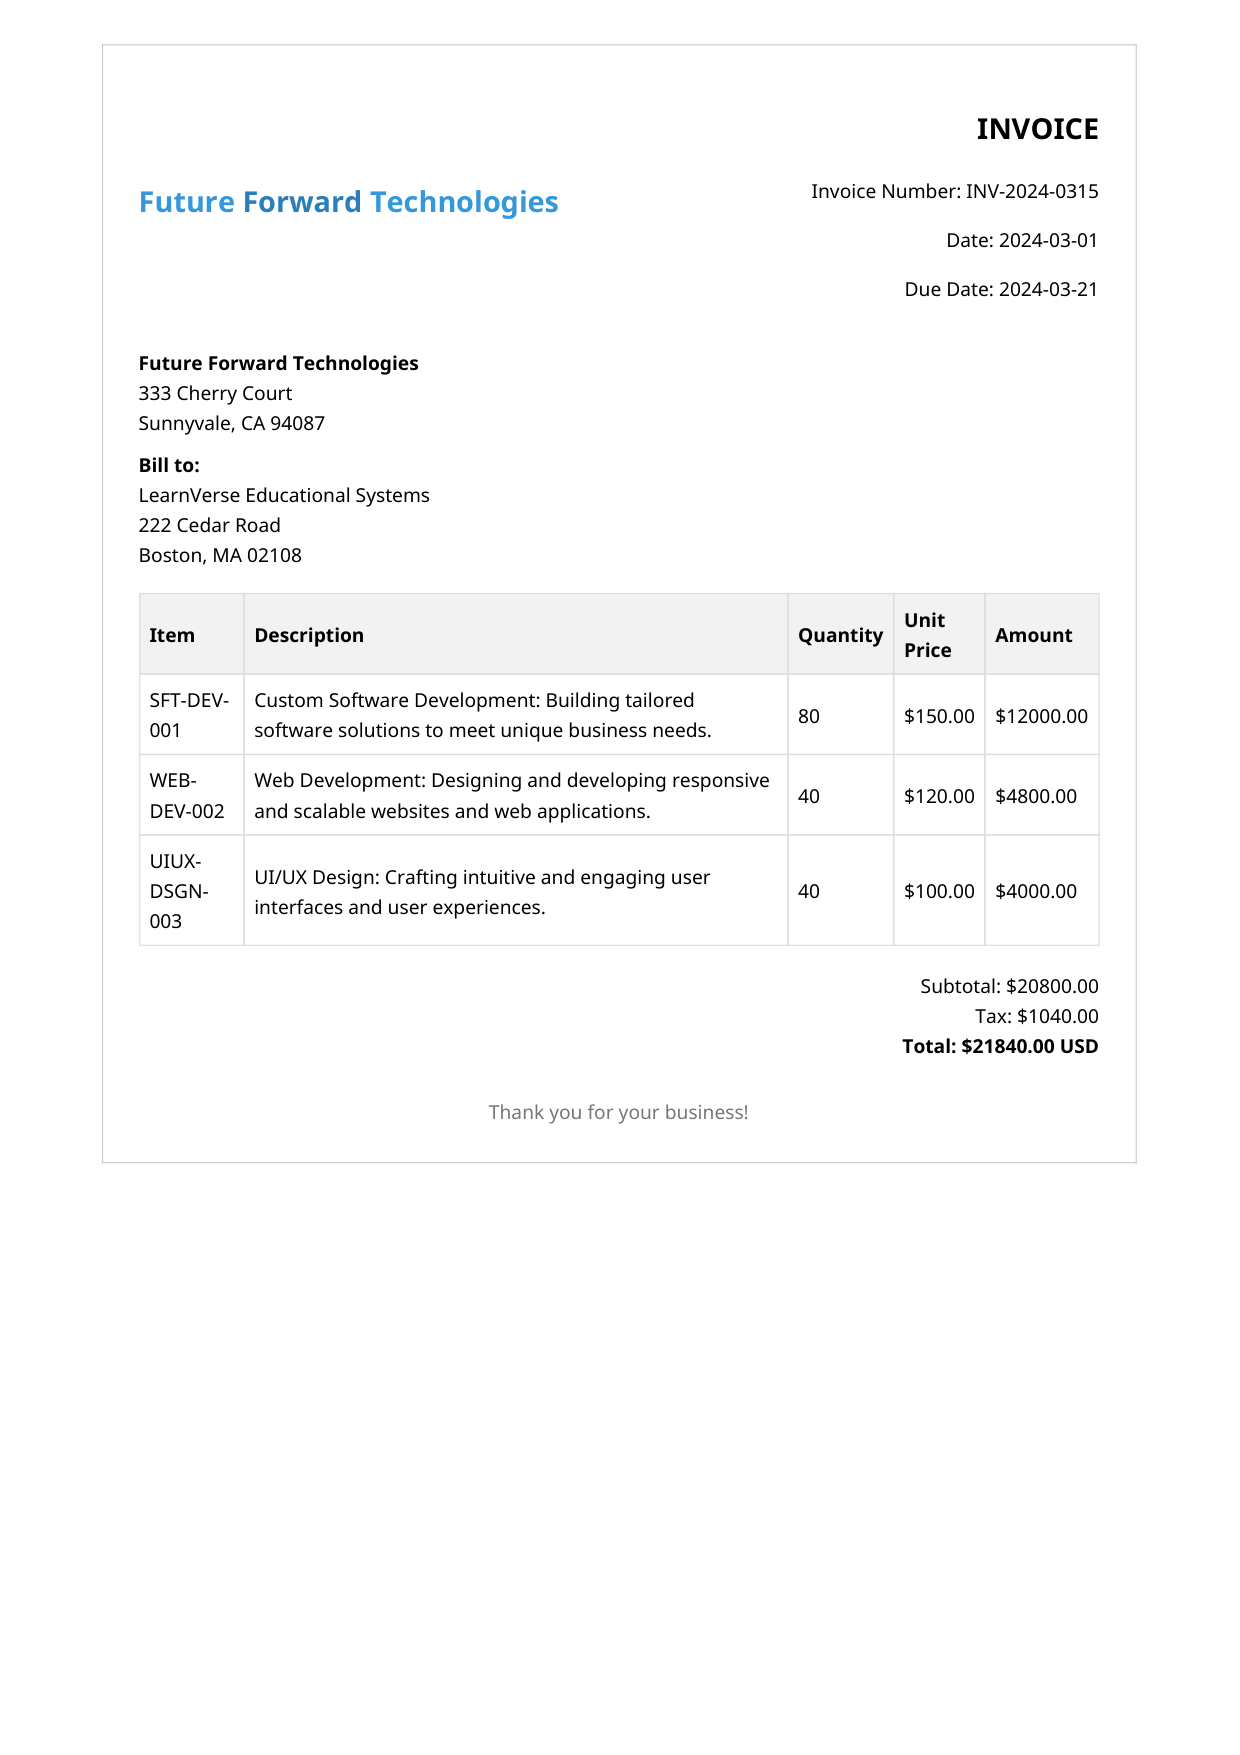 INVOICE
Future Forward Technologies
Invoice Number: INV-2024-0315
Date: 2024-03-01
Due Date: 2024-03-21
Future Forward Technologies
333 Cherry Court
Sunnyvale, CA 94087
Bill to:
LearnVerse Educational Systems
222 Cedar Road
Boston, MA 02108
Item Description Quantity Unit Price Amount
SFT-DEV-001 Custom Software Development: Building tailored software solutions to meet unique business needs. 80 $150.00 $12000.00
WEB-DEV-002 Web Development: Designing and developing responsive and scalable websites and web applications. 40 $120.00 $4800.00
UIUX-DSGN-003 UI/UX Design: Crafting intuitive and engaging user interfaces and user experiences. 40 $100.00 $4000.00
Subtotal: $20800.00
Tax: $1040.00
Total: $21840.00 USD
Thank you for your business!